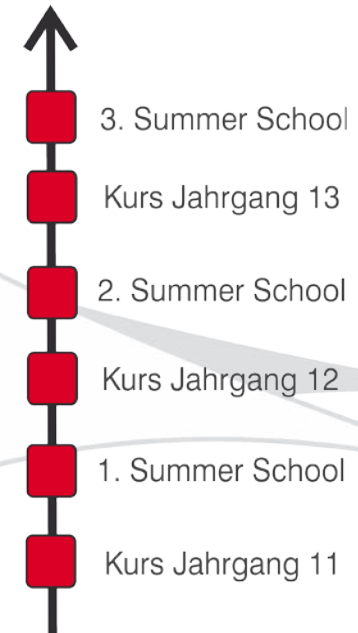 3. Summer School
Kurs Jahrgang 13
2. Summer School
Kurs Jahrgang 12
1. Summer School
Kurs Jahrgang 11